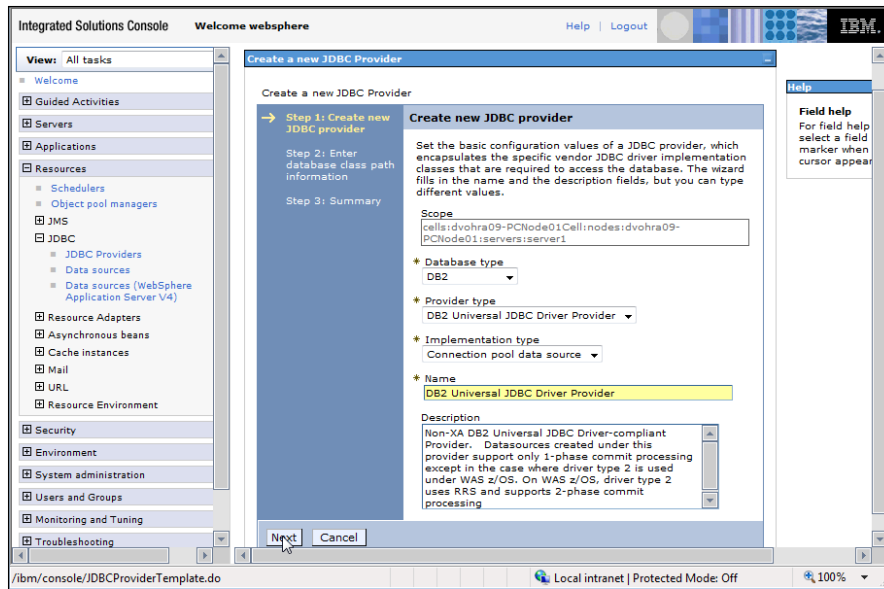 Integrated Solutions Console Welcome websphere Help | Logout IBM.
View: All tasks
Welcome
Guided Activities
Servers
Applications
Resources
Schedulers
Object pool managers
JMS
JDBC
JDBC Providers
Data sources
Data sources (WebSphere
Application Server V4)
Resource Adapters
Asynchronous beans
Cache instances
Mail
URL
Resource Environment
Security
Environment
System administration
Users and Groups
Monitoring and Tuning
Troubleshooting
Create a new JDBC Provider
Create a new JDBC Provider
Step 1: Create new
JDBC provider
Step 2: Enter
database class path
information
Step 3: Summary
Create new JDBC provider
Set the basic configuration values of a JDBC provider, which
encapsulates the specific vendor JDBC driver implementation
classes that are required to access the database. The wizard
fills in the name and the description fields, but you can type
different values.
Scope
cells:dvohra09-PCNode01Cell:nodes:dvohra09-
PCNode01:servers:server1
* Database type
DB2
* Provider type
DB2 Universal JDBC Driver Provider
* Implementation type
Connection pool data source
* Name
DB2 Universal JDBC Driver Provider
Description
Non-XA DB2 Universal JDBC Driver-compliant
Provider. Datasources created under this
provider support only 1-phase commit processing
except in the case where driver type 2 is used
under WAS z/OS. On WAS z/OS, driver type 2
uses RRS and supports 2-phase commit
processing
Next Cancel
Help
Field help
For field help
select a field
marker when
cursor appear
/ibm/console/JDBCProviderTemplate.do Local intranet | Protected Mode: Off 100%